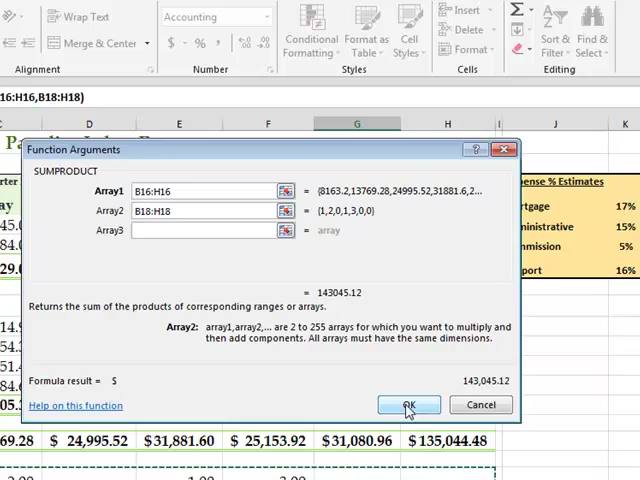 Wrap Text
Accounting
Insert
Σ
Merge & Center
$ % ,
Conditional Formatting
Format as Table
Cell Styles
Delete
Format
Sort & Filter
Find & Select
Alignment
Number
Styles
Cells
Editing
16:H16,B18:H18)
D E F G H I J K
Function Arguments
SUMPRODUCT
Array1 B16:H16 = {8163.2,13769.28,24995.52,31881.6,2...
Array2 B18:H18 = {1,2,0,1,3,0,0}
Array3 = array
= 143045.12
Returns the sum of the products of corresponding ranges or arrays.
Array2: array1,array2,... are 2 to 255 arrays for which you want to multiply and
then add components. All arrays must have the same dimensions.
Formula result = $ 143,045.12
Help on this function
OK
Cancel
pense % Estimates
rtgage 17%
ministrative 15%
mmission 5%
port 16%
69.28 $ 24,995.52 $ 31,881.60 $ 25,153.92 $ 31,080.96 $ 135,044.48